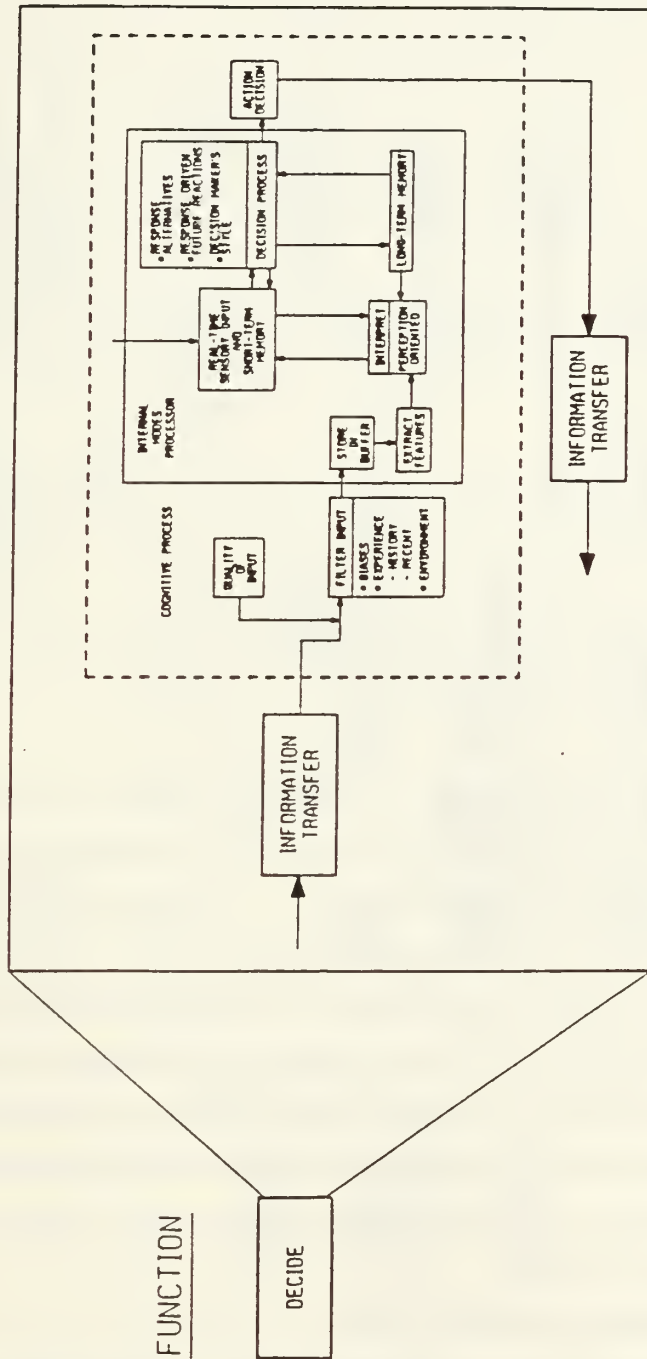 FUNCTION
DECIDE
INFORMATION
TRANSFER
COGNITIVE PROCESS
QUALITY
OF
INPUT
FILTER INPUT
• BIASES
• EXPERIENCE
- HISTORY
- RECENT
• ENVIRONMENT
INTERNAL
MODES
PROCESSOR
STORE
IN
BUFFER
EXTRACT
FEATURES
REAL-TIME
SENSORY INPUT
AND
SHORT-TERM
MEMORY
INTERPRET
PERCEPTION
ORIENTED
• RESPONSE
ALTERNATIVES
• RESPONSE DRIVEN
FUTURE REACTIONS
• DECISION MAKER'S
STYLE
DECISION PROCESS
LONG-TERM MEMORY
ACTION
DECISION
INFORMATION
TRANSFER